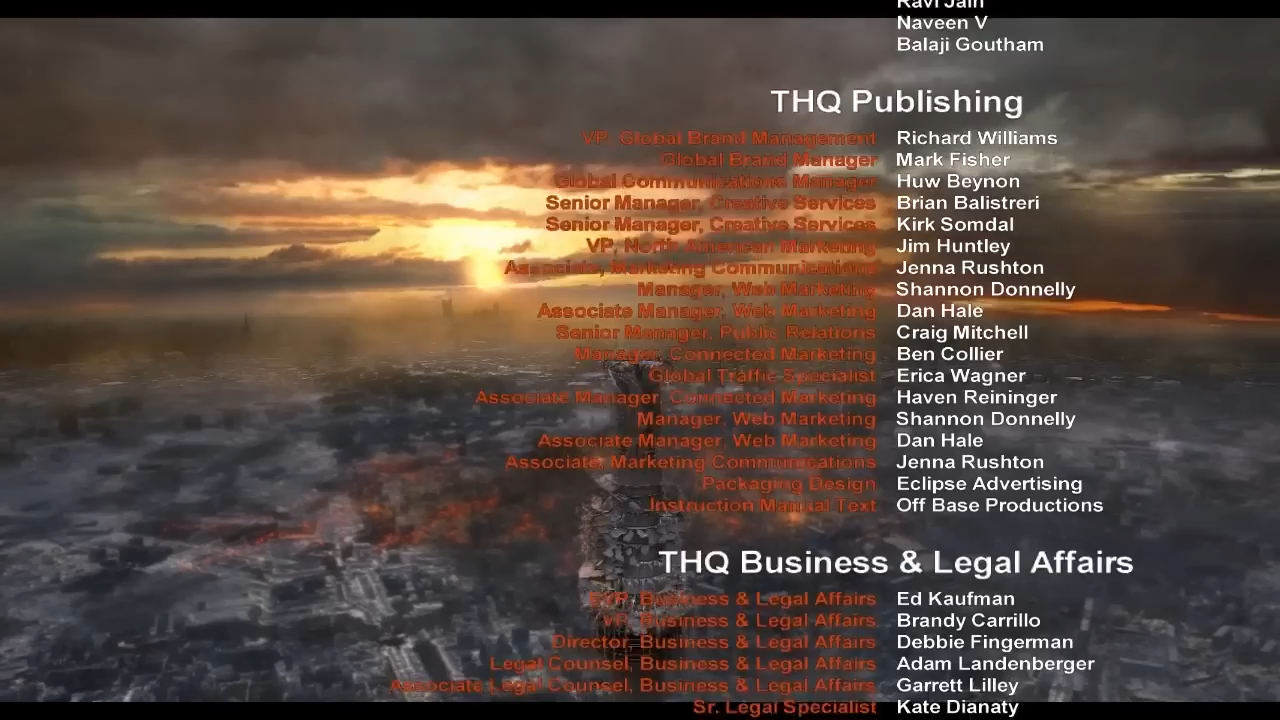 Ravi Jain
Naveen V
Balaji Goutham
THQ Publishing
VP, Global Brand Management Richard Williams
Global Brand Manager Mark Fisher
Global Communications Manager Huw Beynon
Senior Manager, Creative Services Brian Balistreri
Senior Manager, Creative Services Kirk Somdal
VP, North American Marketing Jim Huntley
Associate, Marketing Communications Jenna Rushton
Manager, Web Marketing Shannon Donnelly
Associate Manager, Web Marketing Dan Hale
Senior Manager, Public Relations Craig Mitchell
Manager, Connected Marketing Ben Collier
Global Traffic Specialist Erica Wagner
Associate Manager, Connected Marketing Haven Reininger
Manager, Web Marketing Shannon Donnelly
Associate Manager, Web Marketing Dan Hale
Associate, Marketing Communications Jenna Rushton
Packaging Design Eclipse Advertising
Instruction Manual Text Off Base Productions
THQ Business & Legal Affairs
EVP, Business & Legal Affairs Ed Kaufman
VP, Business & Legal Affairs Brandy Carrillo
Director, Business & Legal Affairs Debbie Fingerman
Legal Counsel, Business & Legal Affairs Adam Landenberger
Associate Legal Counsel, Business & Legal Affairs Garrett Lilley
Sr. Legal Specialist Kate Dianaty